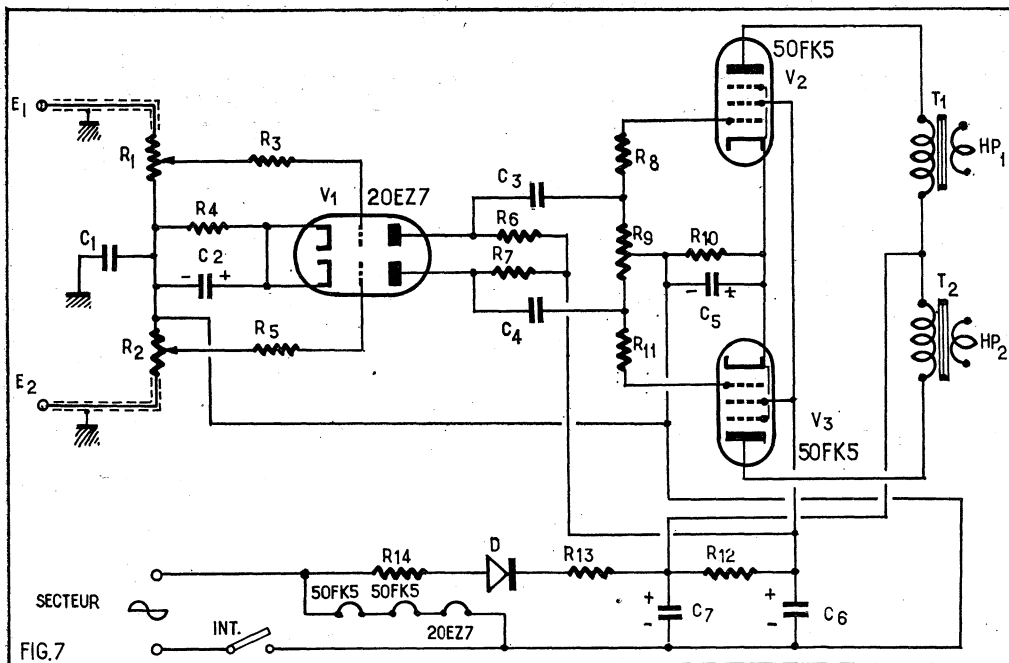 50FK5
V2
E1
T1
R3
R1
HP1
R8
V1
20EZ7
C3
R4
R6
C1
R9
R10
C2
R7
T2
C5
R5
C4
R2
HP2
R11
E2
V3
50FK5
D
R14
R13
R12
50FK5
50FK5
SECTEUR
C7
C6
20EZ7
INT.
FIG.7
+
-
+
-
+
-
+
-